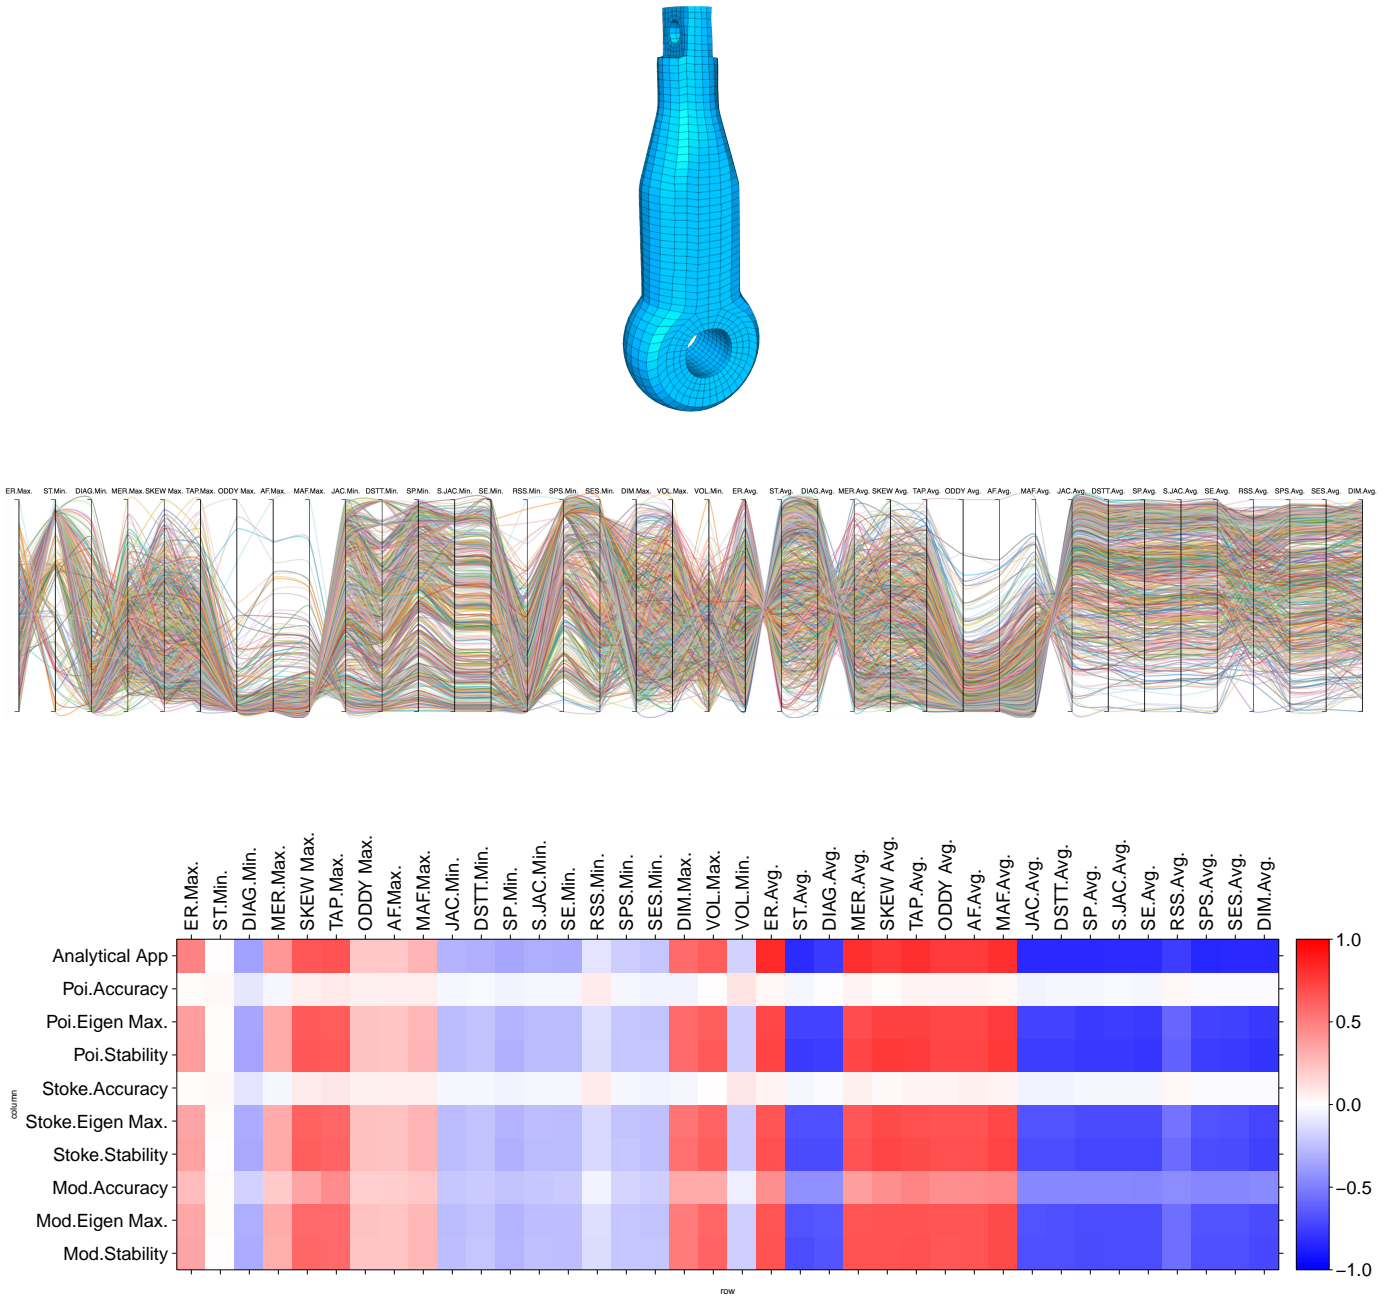 ER.Max. ST.Min. DIAG.Min. MER.Max. SKEW Max. TAP.Max. ODDY Max. AF.Max. MAF.Max. JAC.Min. DSTT.Min. SP.Min. S.JAC.Min. SE.Min. RSS.Min. SPS.Min. SES.Min. DIM.Max. VOL.Max. VOL.Min. ER.Avg. ST.Avg. DIAG.Avg. MER.Avg. SKEW Avg. TAP.Avg. ODDY Avg. AF.Avg. MAF.Avg. JAC.Avg. DSTT.Avg. SP.Avg. S.JAC.Avg. SE.Avg. RSS.Avg. SPS.Avg. SES.Avg. DIM.Avg.
ER.Max.
ST.Min.
DIAG.Min.
MER.Max.
SKEW Max.
TAP.Max.
ODDY Max.
AF.Max.
MAF.Max.
JAC.Min.
DSTT.Min.
SP.Min.
S.JAC.Min.
SE.Min.
RSS.Min.
SPS.Min.
SES.Min.
DIM.Max.
VOL.Max.
VOL.Min.
ER.Avg.
ST.Avg.
DIAG.Avg.
MER.Avg.
SKEW Avg.
TAP.Avg.
ODDY Avg.
AF.Avg.
MAF.Avg.
JAC.Avg.
DSTT.Avg.
SP.Avg.
S.JAC.Avg.
SE.Avg.
RSS.Avg.
SPS.Avg.
SES.Avg.
DIM.Avg.
Analytical App
Poi.Accuracy
Poi.Eigen Max.
Poi.Stability
Stoke.Accuracy
Stoke.Eigen Max.
Stoke.Stability
Mod.Accuracy
Mod.Eigen Max.
Mod.Stability
column
row
1.0
0.5
0.0
−0.5
−1.0